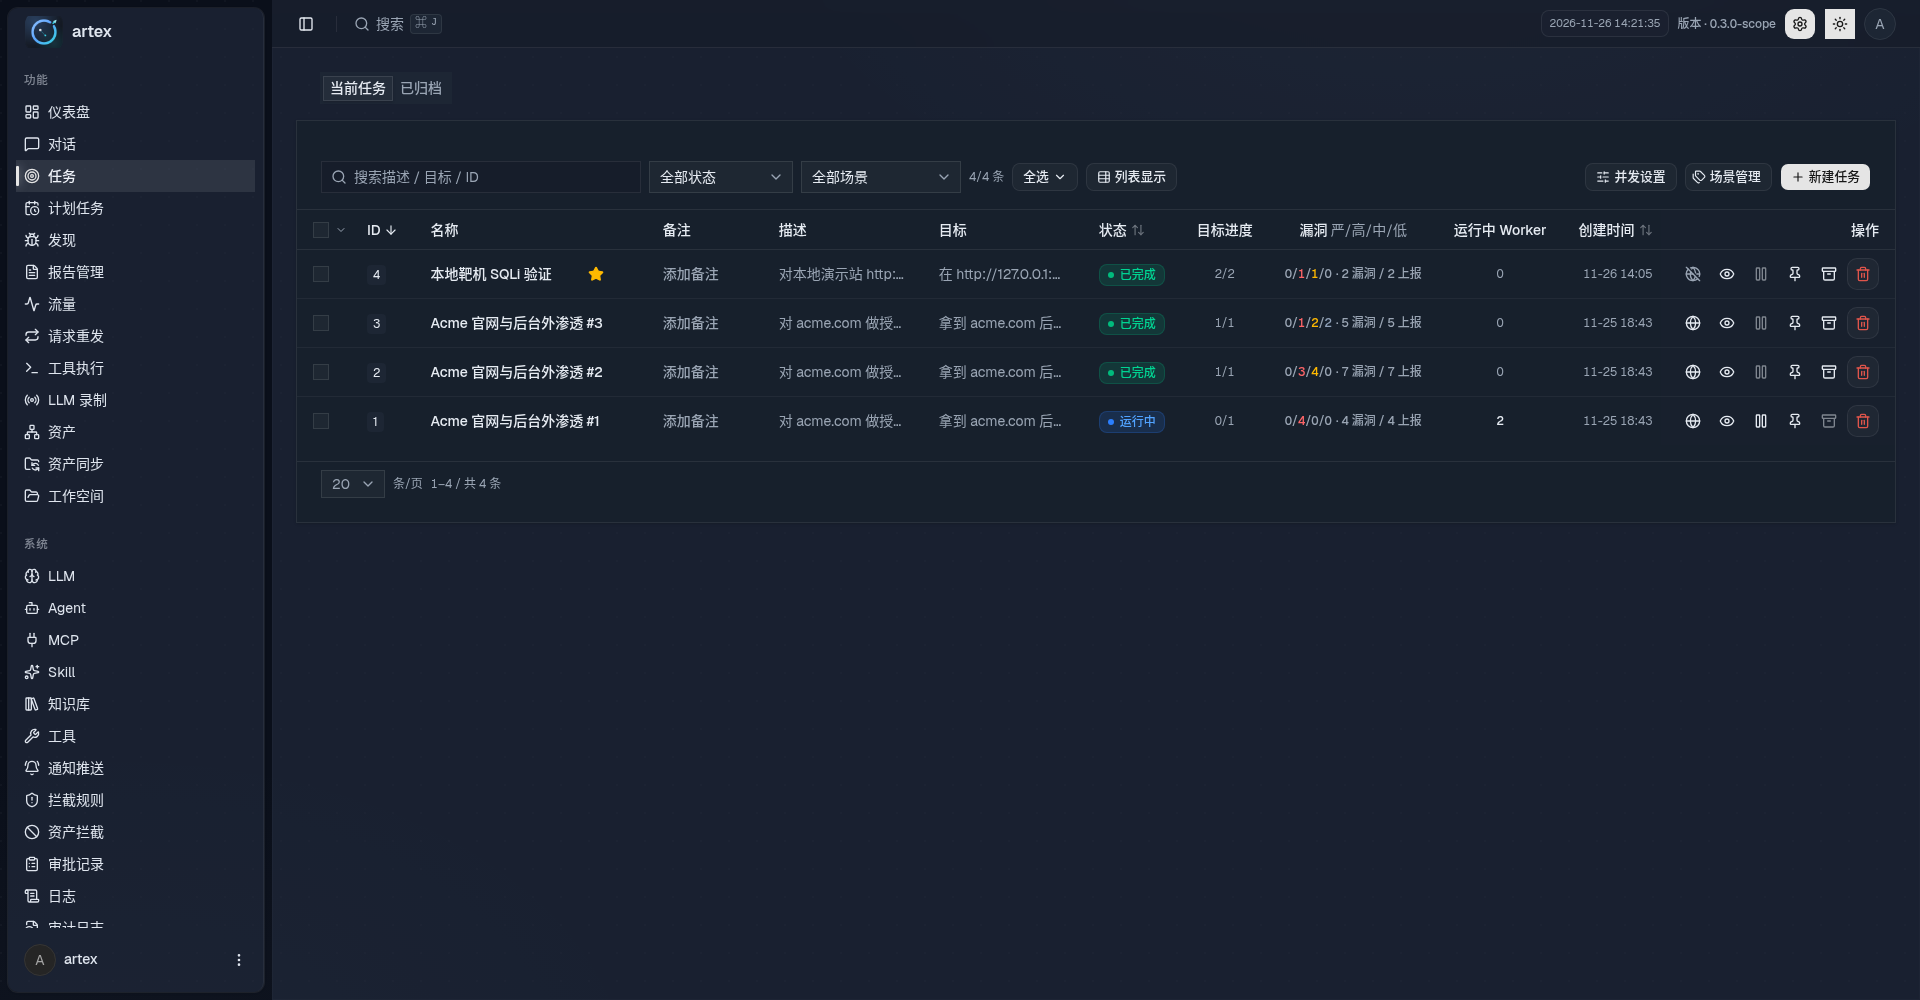 artex
功能
仪表盘
对话
任务
计划任务
发现
报告管理
流量
请求重发
工具执行
LLM 录制
资产
资产同步
工作空间
系统
LLM
Agent
MCP
Skill
知识库
工具
通知推送
拦截规则
资产拦截
审批记录
日志
审计日志
A artex
搜索 ⌘ J 2026-11-26 14:21:35 版本 · 0.3.0-scope A
当前任务 已归档
搜索描述 / 目标 / ID 全部状态 全部场景 4/4 条 全选 列表显示 并发设置 场景管理 + 新建任务
ID ↓ 名称 备注 描述 目标 状态 目标进度 漏洞 严/高/中/低 运行中 Worker 创建时间 操作
4 本地靶机 SQLi 验证 添加备注 对本地演示站 http:... 在 http://127.0.0.1:... 已完成 2/2 0/1/1/0 · 2 漏洞 / 2 上报 0 11-26 14:05
3 Acme 官网与后台外渗透 #3 添加备注 对 acme.com 做授... 拿到 acme.com 后... 已完成 1/1 0/1/2/2 · 5 漏洞 / 5 上报 0 11-25 18:43
2 Acme 官网与后台外渗透 #2 添加备注 对 acme.com 做授... 拿到 acme.com 后... 已完成 1/1 0/3/4/0 · 7 漏洞 / 7 上报 0 11-25 18:43
1 Acme 官网与后台外渗透 #1 添加备注 对 acme.com 做授... 拿到 acme.com 后... 运行中 0/1 0/4/0/0 · 4 漏洞 / 4 上报 2 11-25 18:43
20 条/页 1–4 / 共 4 条